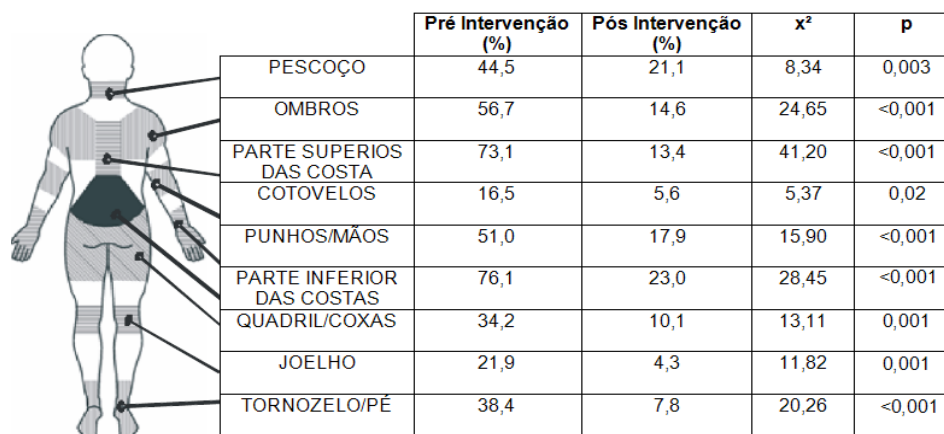 Pré Intervenção (%) Pós Intervenção (%) x² p
PESCOÇO 44,5 21,1 8,34 0,003
OMBROS 56,7 14,6 24,65 <0,001
PARTE SUPERIOS DAS COSTA 73,1 13,4 41,20 <0,001
COTOVELOS 16,5 5,6 5,37 0,02
PUNHOS/MÃOS 51,0 17,9 15,90 <0,001
PARTE INFERIOR DAS COSTAS 76,1 23,0 28,45 <0,001
QUADRIL/COXAS 34,2 10,1 13,11 0,001
JOELHO 21,9 4,3 11,82 0,001
TORNOZELO/PÉ 38,4 7,8 20,26 <0,001